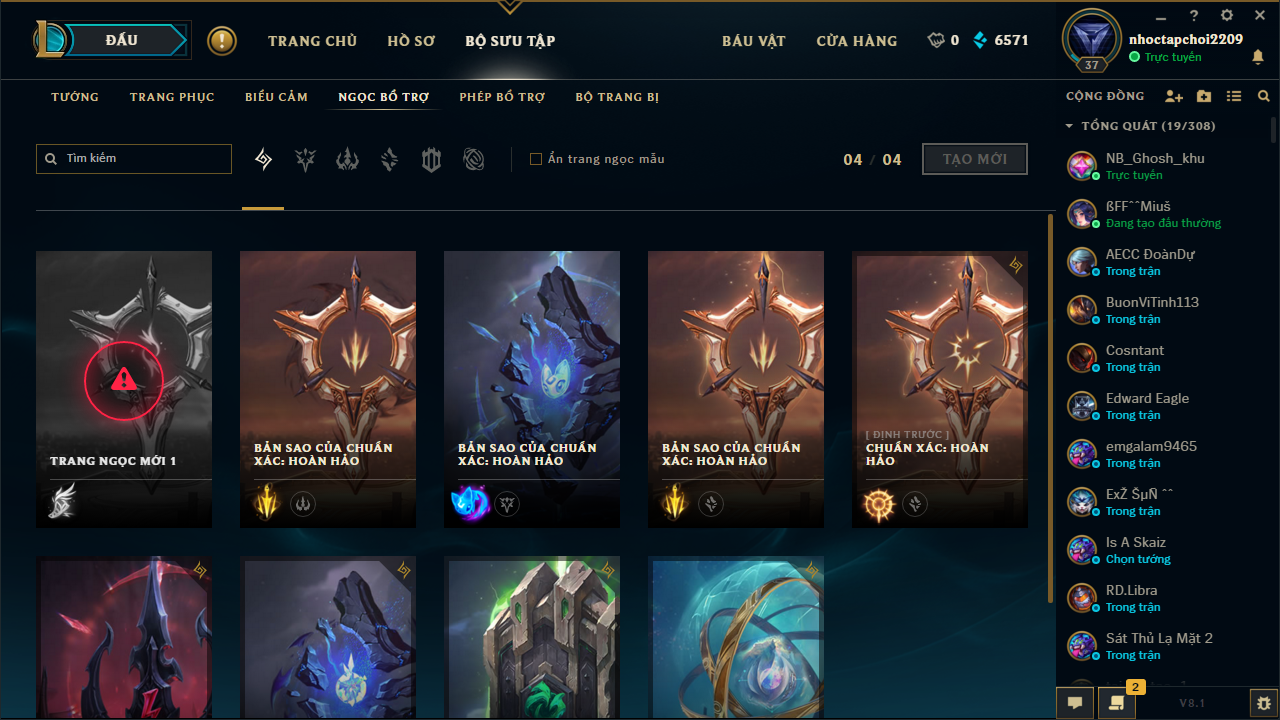 ĐẤU
TRANG CHỦ
HỒ SƠ
BỘ SƯU TẬP
BÁU VẬT
CỬA HÀNG
0
6571
37
nhoctapchoi2209
Trực tuyến
TƯỚNG
TRANG PHỤC
BIỂU CẢM
NGỌC BỔ TRỢ
PHÉP BỔ TRỢ
BỘ TRANG BỊ
CỘNG ĐỒNG
TỔNG QUÁT (19/308)
Tìm kiếm
Ẩn trang ngọc mẫu
04 / 04
TẠO MỚI
TRANG NGỌC MỚI 1
BẢN SAO CỦA CHUẨN
XÁC: HOÀN HẢO
BẢN SAO CỦA CHUẨN
XÁC: HOÀN HẢO
BẢN SAO CỦA CHUẨN
XÁC: HOÀN HẢO
[ ĐỊNH TRƯỚC ]
CHUẨN XÁC: HOÀN
HẢO
NB_Ghosh_khu
Trực tuyến
ßFFˆˆMiuš
Đang tạo đấu thường
AECC ĐoànDự
Trong trận
BuonViTinh113
Trong trận
Cosntant
Trong trận
Edward Eagle
Trong trận
emgalam9465
Trong trận
ExŽ ŠµÑ ˆˆ
Trong trận
Is A Skaiz
Chọn tướng
RD.Libra
Trong trận
Sát Thủ Lạ Mặt 2
Trong trận
2
V8.1